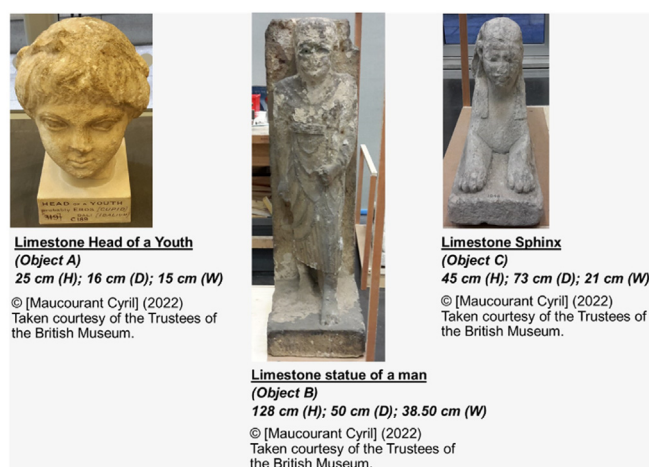 HEAD OF A YOUTH
Limestone Head of a Youth
(Object A)
25 cm (H); 16 cm (D); 15 cm (W)
© [Maucourant Cyril] (2022)
Taken courtesy of the Trustees of
the British Museum.
Limestone statue of a man
(Object B)
128 cm (H); 50 cm (D); 38.50 cm (W)
© [Maucourant Cyril] (2022)
Taken courtesy of the Trustees of
the British Museum.
Limestone Sphinx
(Object C)
45 cm (H); 73 cm (D); 21 cm (W)
© [Maucourant Cyril] (2022)
Taken courtesy of the Trustees of
the British Museum.